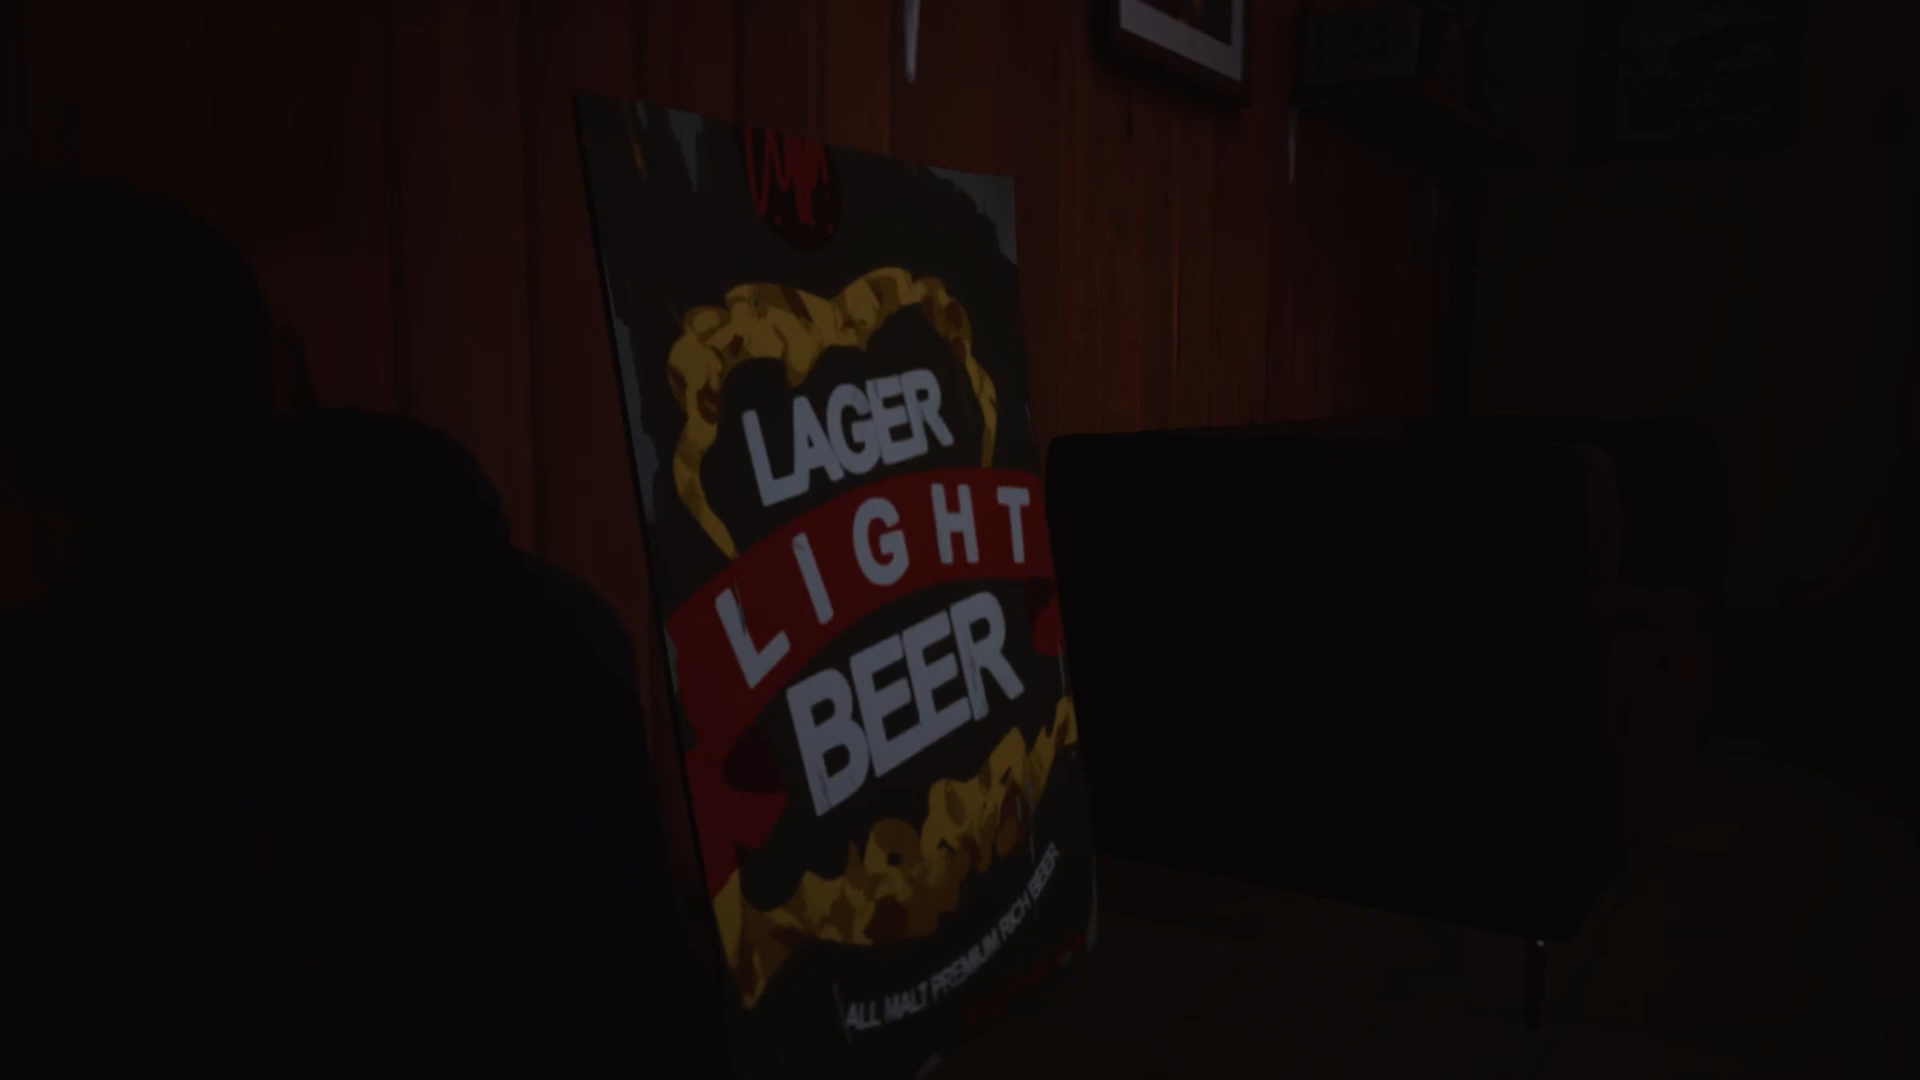 LAGER
LIGHT
BEER
ALL MALT PREMIUM RICH BEER